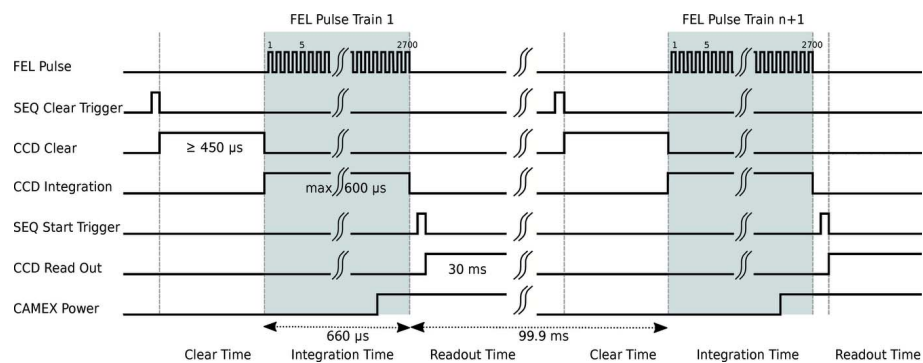 FEL Pulse Train 1 FEL Pulse Train n+1
1 5 2700 1 5 2700
FEL Pulse
SEQ Clear Trigger
CCD Clear ≥ 450 µs
CCD Integration max. 600 µs
SEQ Start Trigger
CCD Read Out 30 ms
CAMEX Power
660 µs 99.9 ms
Clear Time Integration Time Readout Time Clear Time Integration Time Readout Time